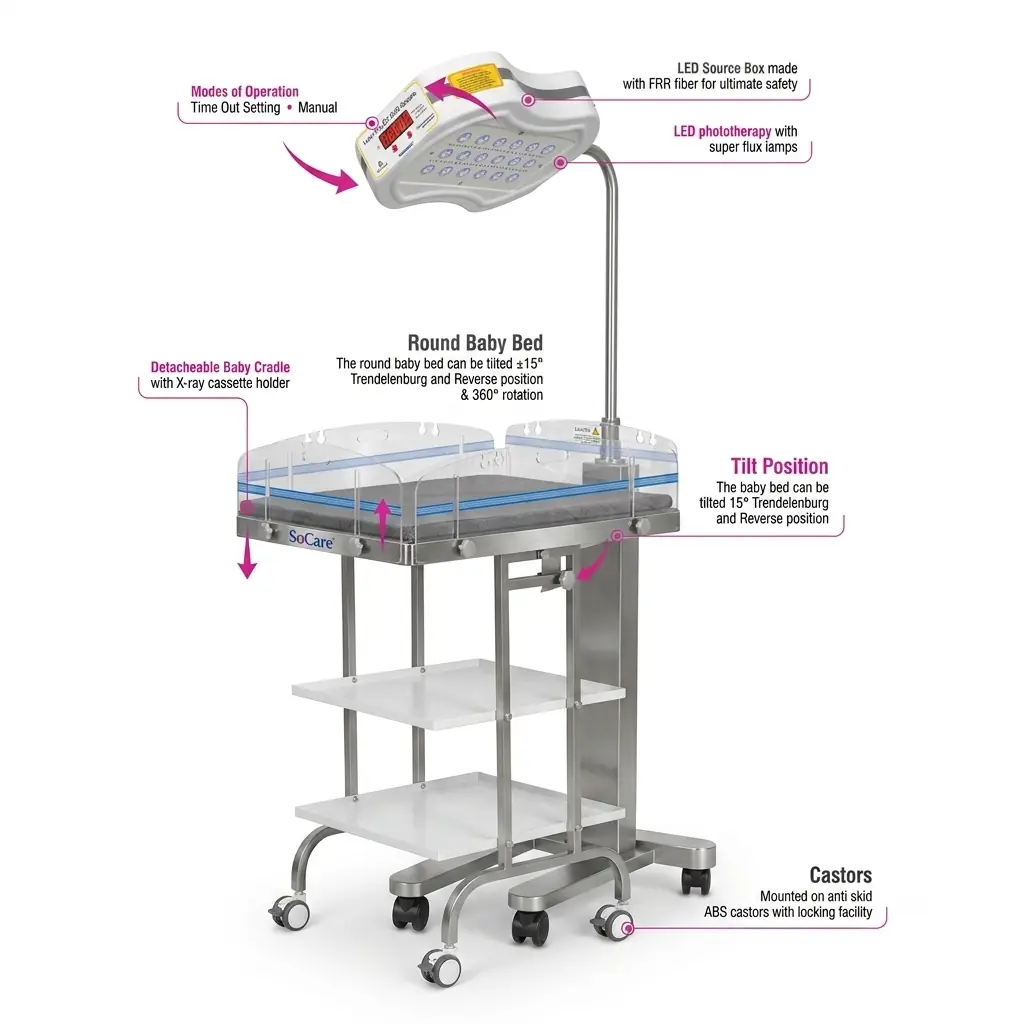 Modes of Operation
Time Out Setting • Manual
LED Source Box made
with FRR fiber for ultimate safety
LED phototherapy with
super flux lamps
Round Baby Bed
The round baby bed can be tilted ±15°
Trendelenburg and Reverse position
& 360° rotation
Detacheable Baby Cradle
with X-ray cassette holder
Tilt Position
The baby bed can be
tilted 15° Trendelenburg
and Reverse position
SoCare
Castors
Mounted on anti skid
ABS castors with locking facility